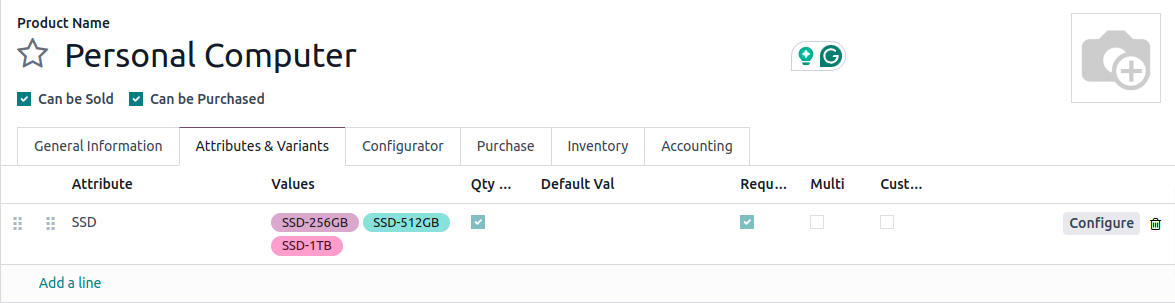 Product Name
Personal Computer
Can be Sold Can be Purchased
General Information Attributes & Variants Configurator Purchase Inventory Accounting
Attribute Values Qty ... Default Val Requ... Multi Cust...
SSD SSD-256GB SSD-512GB Configure
SSD-1TB
Add a line